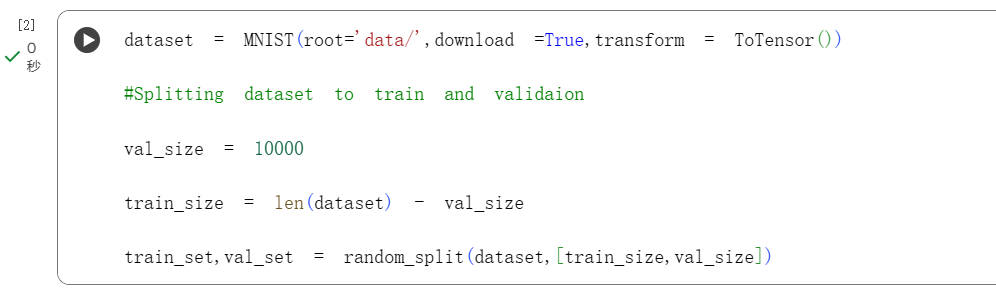 [2]
0
秒
dataset = MNIST(root='data/',download =True,transform = ToTensor())
#Splitting dataset to train and validaion
val_size = 10000
train_size = len(dataset) - val_size
train_set,val_set = random_split(dataset,[train_size,val_size])